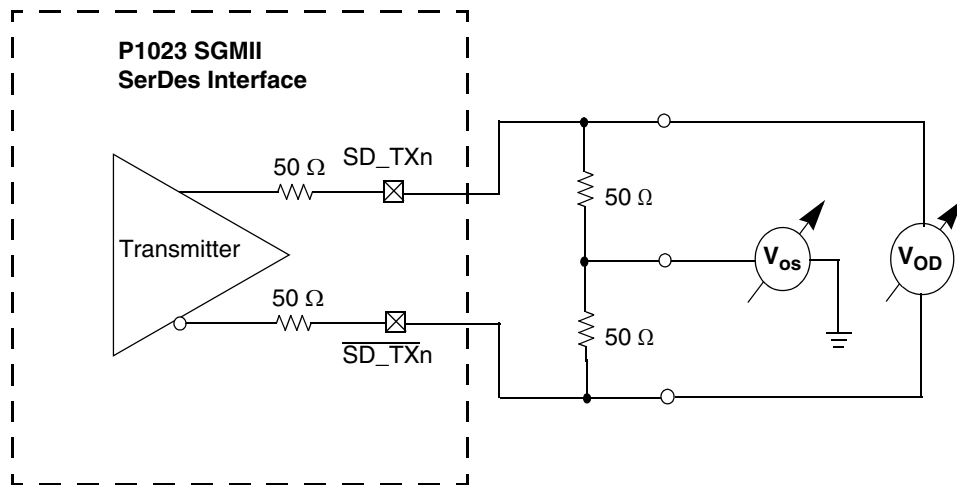 P1023 SGMII
SerDes Interface
50 Ω
SD_TXn
Transmitter
50 Ω
SD_TXn
50 Ω
50 Ω
Vos
VOD